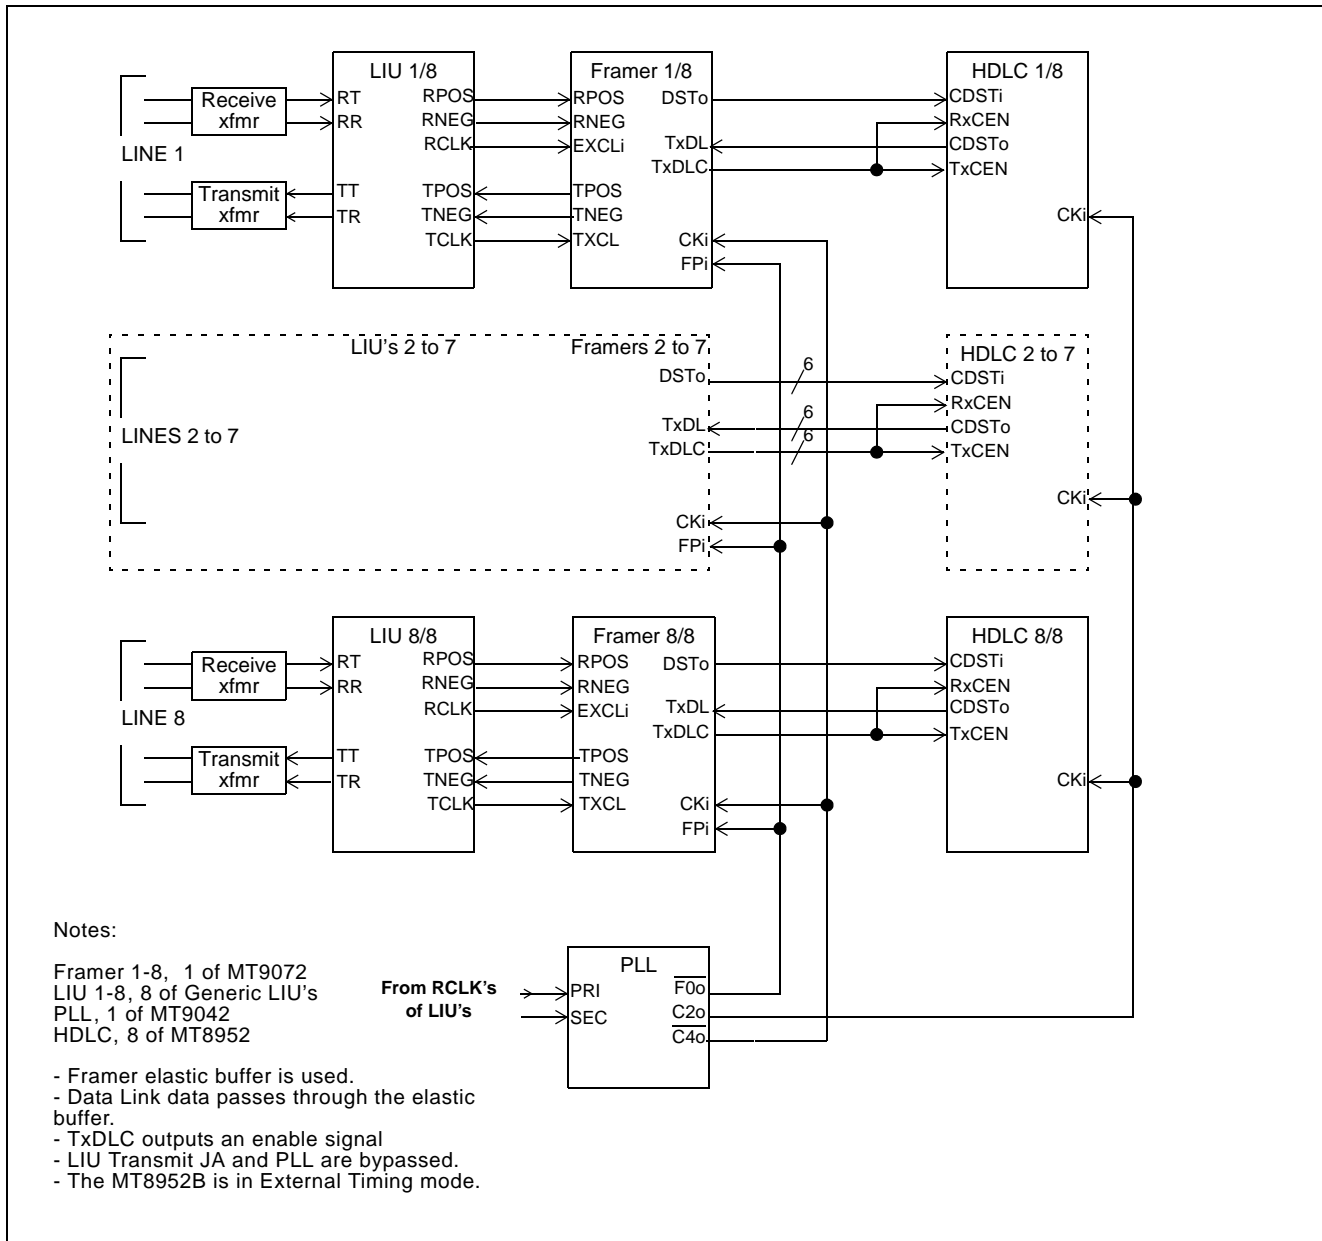 LIU 1/8 Framer 1/8 HDLC 1/8
Receive xfmr RT RPOS RPOS DSTo CDSTi
RR RNEG RNEG RxCEN
RCLK EXCLi TxDL CDSTo
LINE 1
TxDLC TxCEN
Transmit xfmr TT TPOS TPOS
TR TNEG TNEG CKi
TCLK TXCL CKi
FPi
LIU's 2 to 7 Framers 2 to 7 HDLC 2 to 7
DSTo 6 CDSTi
RxCEN
LINES 2 to 7 TxDL 6 CDSTo
TxDLC 6 TxCEN
CKi
CKi
FPi
LIU 8/8 Framer 8/8 HDLC 8/8
Receive xfmr RT RPOS RPOS DSTo CDSTi
RR RNEG RNEG RxCEN
RCLK EXCLi TxDL CDSTo
LINE 8
TxDLC TxCEN
Transmit xfmr TT TPOS TPOS
TR TNEG TNEG CKi
TCLK TXCL CKi
FPi
Notes:
Framer 1-8, 1 of MT9072
LIU 1-8, 8 of Generic LIU's
PLL, 1 of MT9042
HDLC, 8 of MT8952
From RCLK's
of LIU's
PLL
PRI F0o
SEC C2o
C4o
- Framer elastic buffer is used.
- Data Link data passes through the elastic
buffer.
- TxDLC outputs an enable signal
- LIU Transmit JA and PLL are bypassed.
- The MT8952B is in External Timing mode.